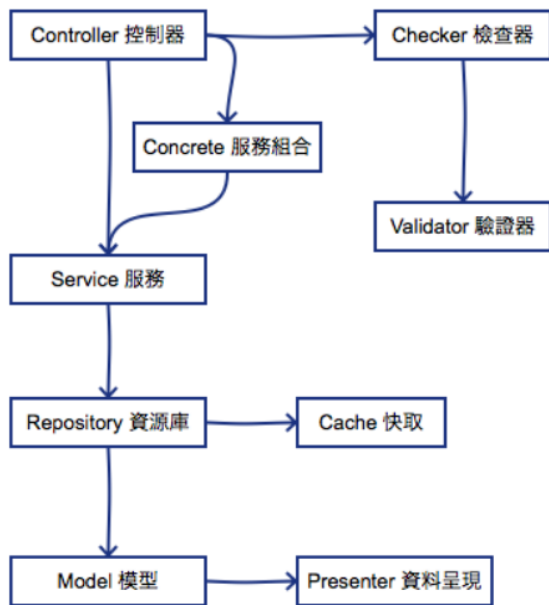 Controller 控制器
Checker 檢查器
Concrete 服務組合
Validator 驗證器
Service 服務
Repository 資源庫
Cache 快取
Model 模型
Presenter 資料呈現